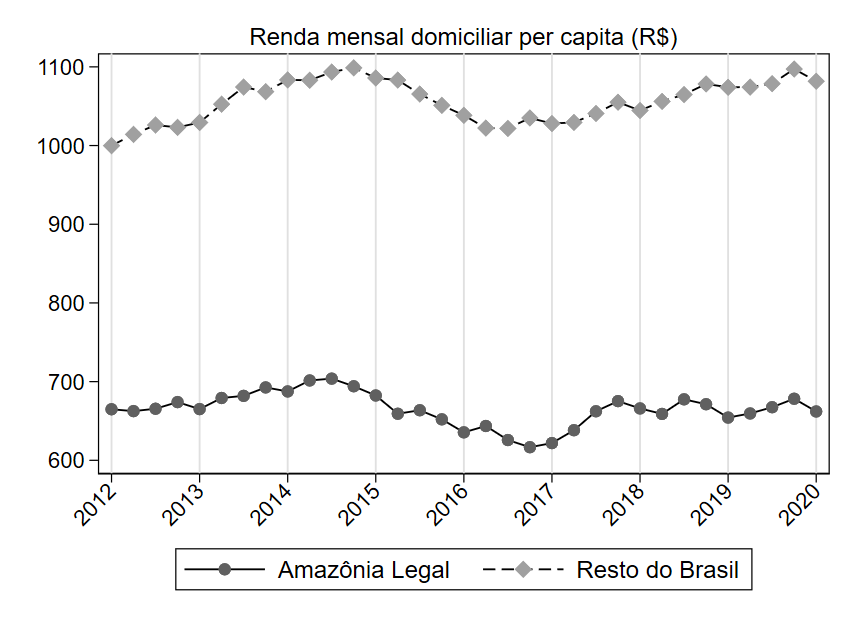 Renda mensal domiciliar per capita (R$)
1100
1000
900
800
700
600
2012 2013 2014 2015 2016 2017 2018 2019 2020
Amazônia Legal Resto do Brasil